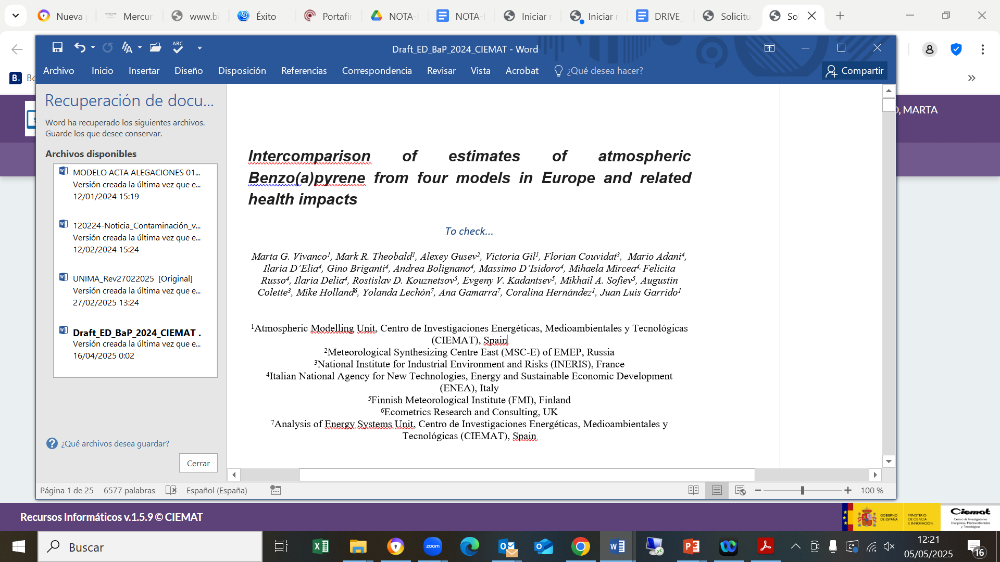 Nueva
Mercur
www.bi
Éxito
Portafir
NOTA-I
NOTA-I
Iniciar
Iniciar
DRIVE_
Solicitu
So
Draft_ED_BaP_2024_CIEMAT - Word
ABC
Archivo Inicio Insertar Diseño Disposición Referencias Correspondencia Revisar Vista Acrobat ¿Qué desea hacer? Compartir
B. Bo
, MARTA
Recuperación de docu...
Word ha recuperado los siguientes archivos.
Guarde los que desee conservar.
Archivos disponibles
MODELO ACTA ALEGACIONES 01...
Versión creada la última vez que e...
12/01/2024 15:19
120224-Noticia_Contaminación_v...
Versión creada la última vez que e...
12/02/2024 15:24
UNIMA_Rev27022025 [Original]
Versión creada la última vez que e...
27/02/2025 13:24
Draft_ED_BaP_2024_CIEMAT .
Versión creada la última vez que e...
16/04/2025 0:02
¿Qué archivos desea guardar?
Cerrar
Intercomparison of estimates of atmospheric
Benzo(a)pyrene from four models in Europe and related
health impacts
To check...
Marta G. Vivanco¹, Mark R. Theobald¹, Alexey Gusev², Victoria Gil¹, Florian Couvidat³, Mario Adani⁴,
Ilaria D’Elia⁴, Gino Briganti⁴, Andrea Bolignano⁴, Massimo D’Isidoro⁴, Mihaela Mircea⁴, Felicita
Russo⁴, Ilaria Delia⁴, Rostislav D. Kouznetsov⁵, Evgeny V. Kadantsev⁵, Mikhail A. Sofiev⁵, Augustin
Colette³, Mike Holland⁶, Yolanda Lechón⁷, Ana Gamarra⁷, Coralina Hernández¹, Juan Luis Garrido¹
¹Atmospheric Modelling Unit, Centro de Investigaciones Energéticas, Medioambientales y Tecnológicas
(CIEMAT), Spain
²Meteorological Synthesizing Centre East (MSC-E) of EMEP, Russia
³National Institute for Industrial Environment and Risks (INERIS), France
⁴Italian National Agency for New Technologies, Energy and Sustainable Economic Development
(ENEA), Italy
⁵Finnish Meteorological Institute (FMI), Finland
⁶Ecometrics Research and Consulting, UK
⁷Analysis of Energy Systems Unit, Centro de Investigaciones Energéticas, Medioambientales y
Tecnológicas (CIEMAT), Spain
Página 1 de 25 6577 palabras Español (España) 100 %
Recursos Informáticos v.1.5.9 © CIEMAT
GOBIERNO
DE ESPAÑA
MINISTERIO
DE CIENCIA
E INNOVACIÓN
Ciemat
Centro de Investigaciones
Energéticas, Medioambientales
y Tecnológicas
Buscar
zoom
12:21
05/05/2025
16